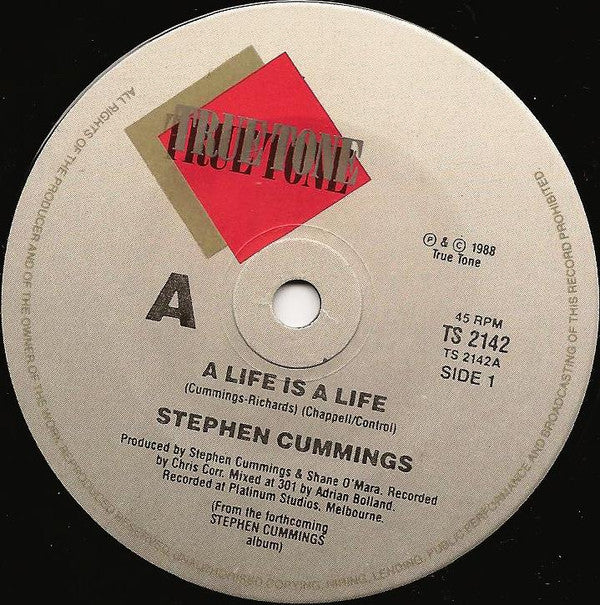 TRUETONE
A
℗ & © 1988
True Tone
45 RPM
TS 2142
TS 2142A
SIDE 1
A LIFE IS A LIFE
(Cummings-Richards) (Chappell/Control)
STEPHEN CUMMINGS
Produced by Stephen Cummings & Shane O'Mara. Recorded
by Chris Corr. Mixed at 301 by Adrian Bolland.
Recorded at Platinum Studios, Melbourne.
(From the forthcoming
STEPHEN CUMMINGS
album)
ALL RIGHTS OF THE PRODUCER AND OF THE OWNER OF THE WORK REPRODUCED RESERVED. UNAUTHORISED COPYING, HIRING, LENDING, PUBLIC PERFORMANCE AND BROADCASTING OF THIS RECORD PROHIBITED.